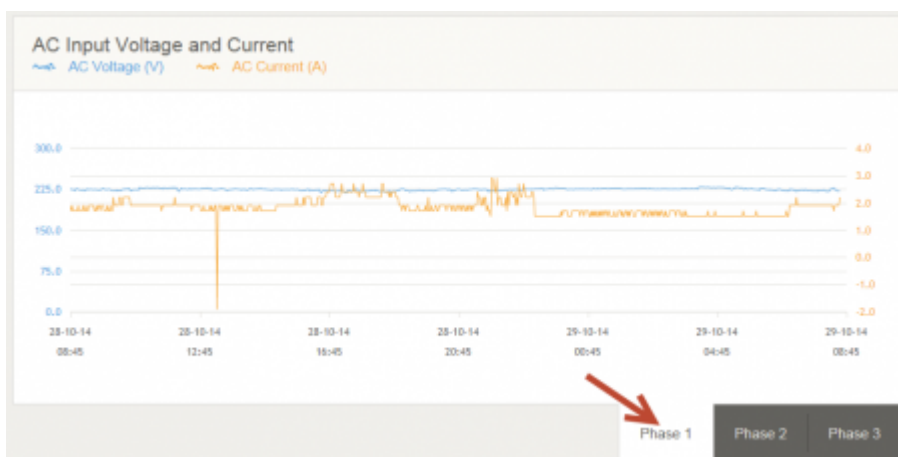 AC Input Voltage and Current
AC Voltage (V) AC Current (A)
300.0 4.0
225.0 3.0
2.0
150.0 1.0
0.0
75.0 -1.0
0.0 -2.0
28-10-14 28-10-14 28-10-14 28-10-14 29-10-14 29-10-14 29-10-14
08:45 12:45 16:45 20:45 00:45 04:45 08:45
Phase 1 Phase 2 Phase 3